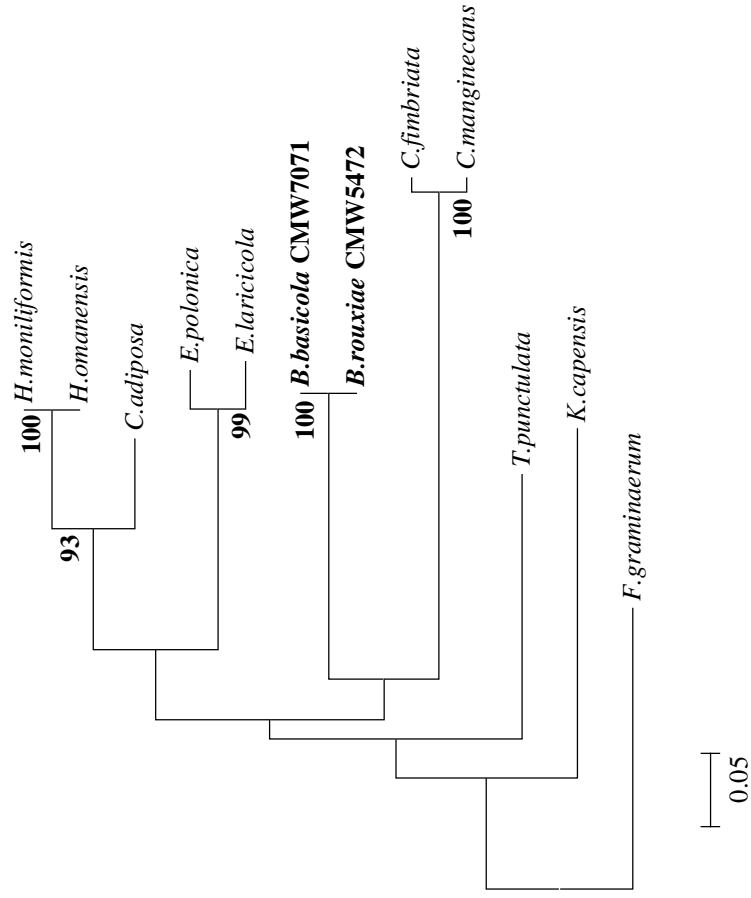 H.moniliformis
100
H.omanensis
93
C.adiposa
E.polonica
99
E.laricicola
B.basicola CMW7071
100
B.rouxiae CMW5472
C.fimbriata
100
C.manginecans
T.punctulata
K.capensis
F.graminaerum
0.05